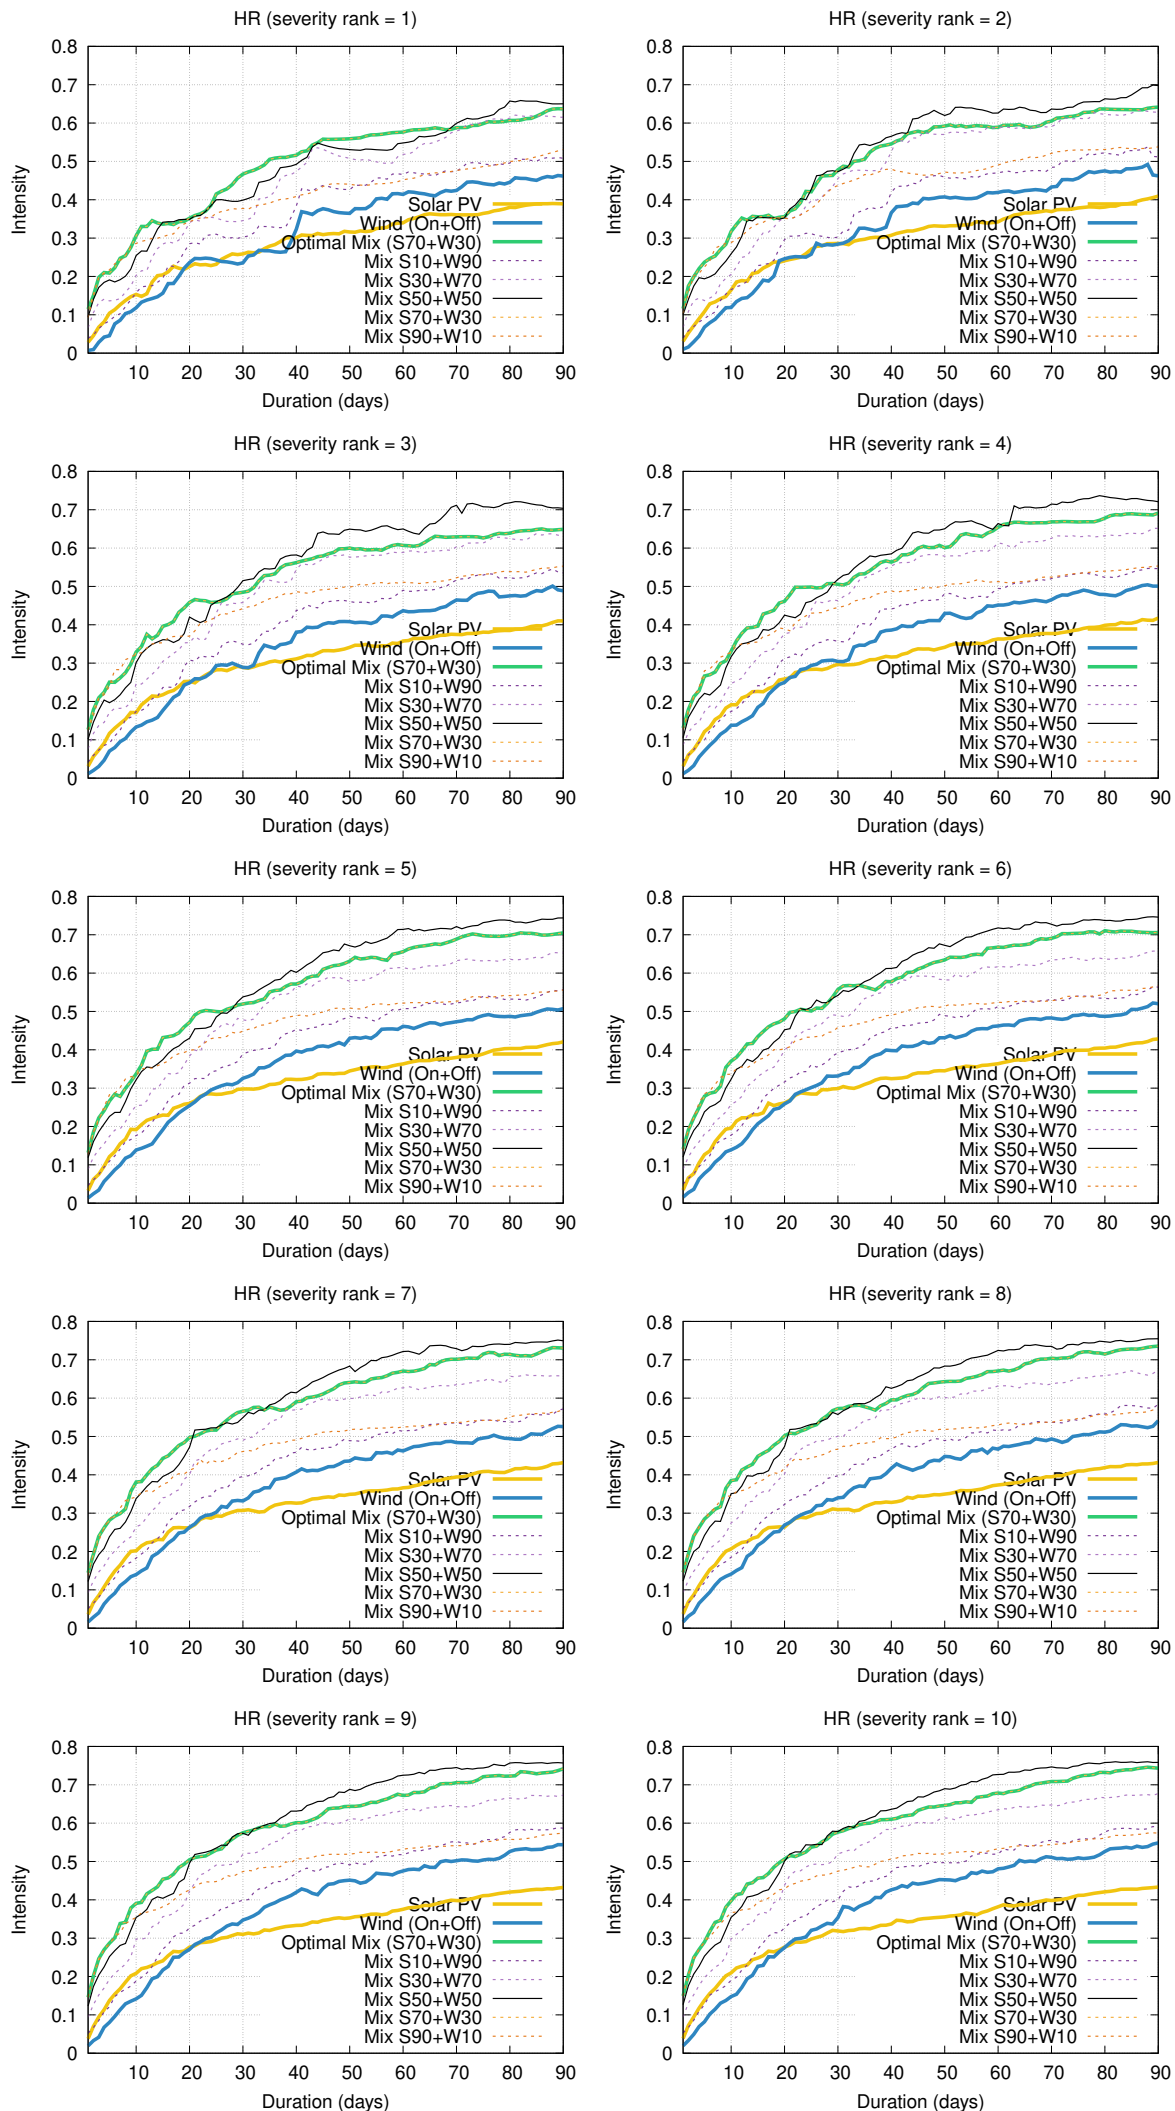 HR (severity rank = 1)
0.8
0.7
0.6
0.5
0.4
0.3
0.2
0.1
0
Intensity
Solar PV
Wind (On+Off)
Optimal Mix (S70+W30)
Mix S10+W90
Mix S30+W70
Mix S50+W50
Mix S70+W30
Mix S90+W10
10 20 30 40 50 60 70 80 90
Duration (days)
HR (severity rank = 2)
0.8
0.7
0.6
0.5
0.4
0.3
0.2
0.1
0
Intensity
Solar PV
Wind (On+Off)
Optimal Mix (S70+W30)
Mix S10+W90
Mix S30+W70
Mix S50+W50
Mix S70+W30
Mix S90+W10
10 20 30 40 50 60 70 80 90
Duration (days)
HR (severity rank = 3)
0.8
0.7
0.6
0.5
0.4
0.3
0.2
0.1
0
Intensity
Solar PV
Wind (On+Off)
Optimal Mix (S70+W30)
Mix S10+W90
Mix S30+W70
Mix S50+W50
Mix S70+W30
Mix S90+W10
10 20 30 40 50 60 70 80 90
Duration (days)
HR (severity rank = 4)
0.8
0.7
0.6
0.5
0.4
0.3
0.2
0.1
0
Intensity
Solar PV
Wind (On+Off)
Optimal Mix (S70+W30)
Mix S10+W90
Mix S30+W70
Mix S50+W50
Mix S70+W30
Mix S90+W10
10 20 30 40 50 60 70 80 90
Duration (days)
HR (severity rank = 5)
0.8
0.7
0.6
0.5
0.4
0.3
0.2
0.1
0
Intensity
Solar PV
Wind (On+Off)
Optimal Mix (S70+W30)
Mix S10+W90
Mix S30+W70
Mix S50+W50
Mix S70+W30
Mix S90+W10
10 20 30 40 50 60 70 80 90
Duration (days)
HR (severity rank = 6)
0.8
0.7
0.6
0.5
0.4
0.3
0.2
0.1
0
Intensity
Solar PV
Wind (On+Off)
Optimal Mix (S70+W30)
Mix S10+W90
Mix S30+W70
Mix S50+W50
Mix S70+W30
Mix S90+W10
10 20 30 40 50 60 70 80 90
Duration (days)
HR (severity rank = 7)
0.8
0.7
0.6
0.5
0.4
0.3
0.2
0.1
0
Intensity
Solar PV
Wind (On+Off)
Optimal Mix (S70+W30)
Mix S10+W90
Mix S30+W70
Mix S50+W50
Mix S70+W30
Mix S90+W10
10 20 30 40 50 60 70 80 90
Duration (days)
HR (severity rank = 8)
0.8
0.7
0.6
0.5
0.4
0.3
0.2
0.1
0
Intensity
Solar PV
Wind (On+Off)
Optimal Mix (S70+W30)
Mix S10+W90
Mix S30+W70
Mix S50+W50
Mix S70+W30
Mix S90+W10
10 20 30 40 50 60 70 80 90
Duration (days)
HR (severity rank = 9)
0.8
0.7
0.6
0.5
0.4
0.3
0.2
0.1
0
Intensity
Solar PV
Wind (On+Off)
Optimal Mix (S70+W30)
Mix S10+W90
Mix S30+W70
Mix S50+W50
Mix S70+W30
Mix S90+W10
10 20 30 40 50 60 70 80 90
Duration (days)
HR (severity rank = 10)
0.8
0.7
0.6
0.5
0.4
0.3
0.2
0.1
0
Intensity
Solar PV
Wind (On+Off)
Optimal Mix (S70+W30)
Mix S10+W90
Mix S30+W70
Mix S50+W50
Mix S70+W30
Mix S90+W10
10 20 30 40 50 60 70 80 90
Duration (days)